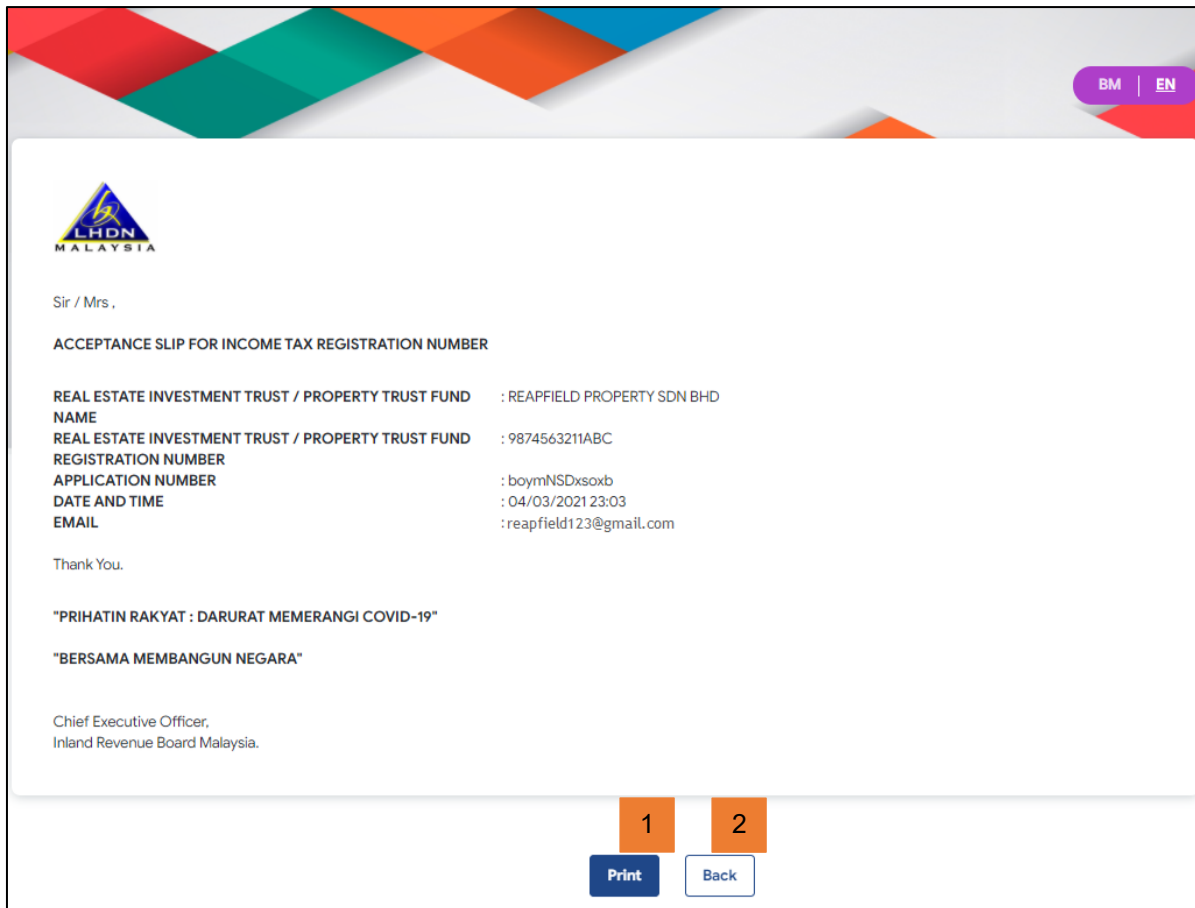 BM | EN
LHDN
MALAYSIA
Sir / Mrs ,
ACCEPTANCE SLIP FOR INCOME TAX REGISTRATION NUMBER
REAL ESTATE INVESTMENT TRUST / PROPERTY TRUST FUND : REAPFIELD PROPERTY SDN BHD
NAME
REAL ESTATE INVESTMENT TRUST / PROPERTY TRUST FUND : 9874563211ABC
REGISTRATION NUMBER
APPLICATION NUMBER : boymNSDxsoxb
DATE AND TIME : 04/03/2021 23:03
EMAIL : reapfield123@gmail.com
Thank You.
"PRIHATIN RAKYAT : DARURAT MEMERANGI COVID-19"
"BERSAMA MEMBANGUN NEGARA"
Chief Executive Officer,
Inland Revenue Board Malaysia.
1 2
Print Back